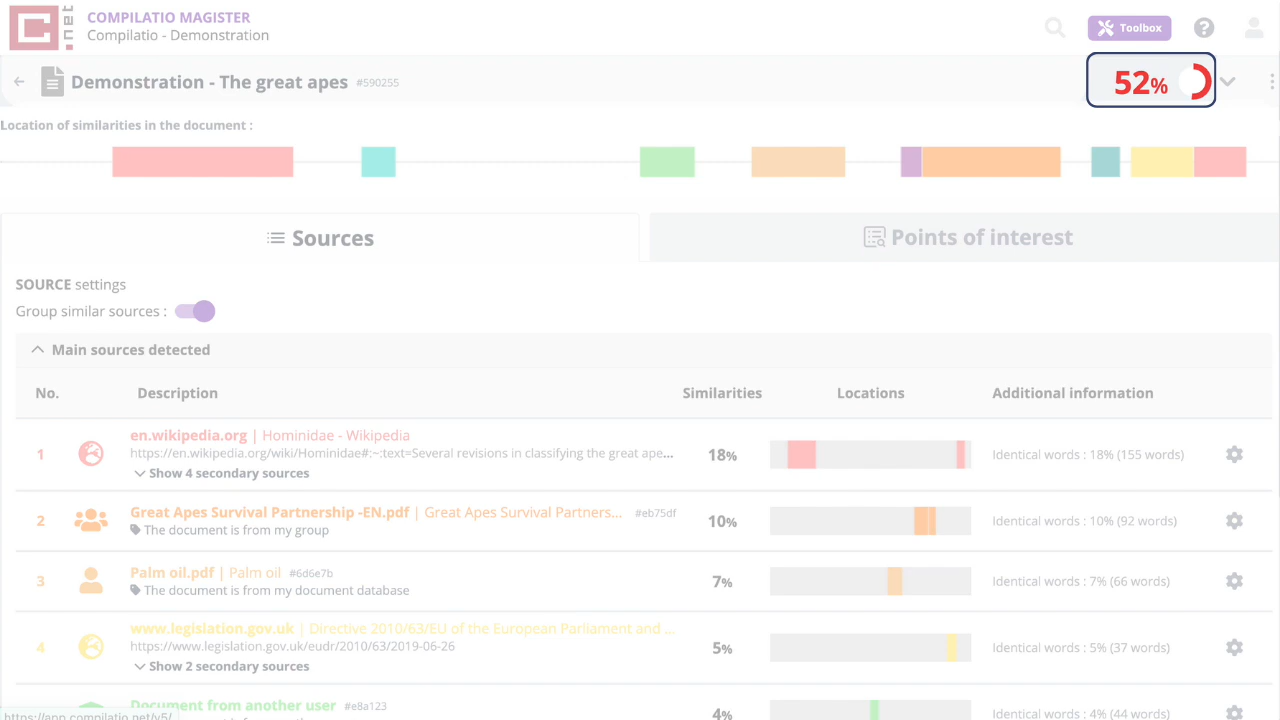 C .net
COMPILATIO MAGISTER
Compilatio - Demonstration
Toolbox
?
Demonstration - The great apes #590255
52%
Location of similarities in the document :
Sources
Points of interest
SOURCE settings
Group similar sources :
Main sources detected
No. Description Similarities Locations Additional information
1 en.wikipedia.org | Hominidae - Wikipedia
https://en.wikipedia.org/wiki/Hominidae#:~:text=Several revisions in classifying the great ape...
Show 4 secondary sources
18%
Identical words : 18% (155 words)
2 Great Apes Survival Partnership -EN.pdf | Great Apes Survival Partners... #eb75df
The document is from my group
10%
Identical words : 10% (92 words)
3 Palm oil.pdf | Palm oil #6d6e7b
The document is from my document database
7%
Identical words : 7% (66 words)
4 www.legislation.gov.uk | Directive 2010/63/EU of the European Parliament and ...
https://www.legislation.gov.uk/eudr/2010/63/2019-06-26
Show 2 secondary sources
5%
Identical words : 5% (37 words)
Document from another user #e8a123
4%
Identical words : 4% (44 words)
https://app.compilatio.net/v5/